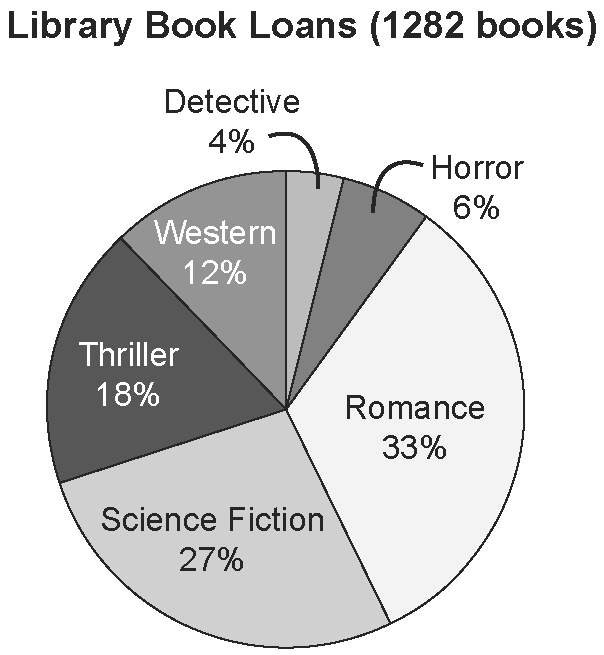 Library Book Loans (1282 books)
Detective
4%
Horror
6%
Western
12%
Thriller
18%
Romance
33%
Science Fiction
27%